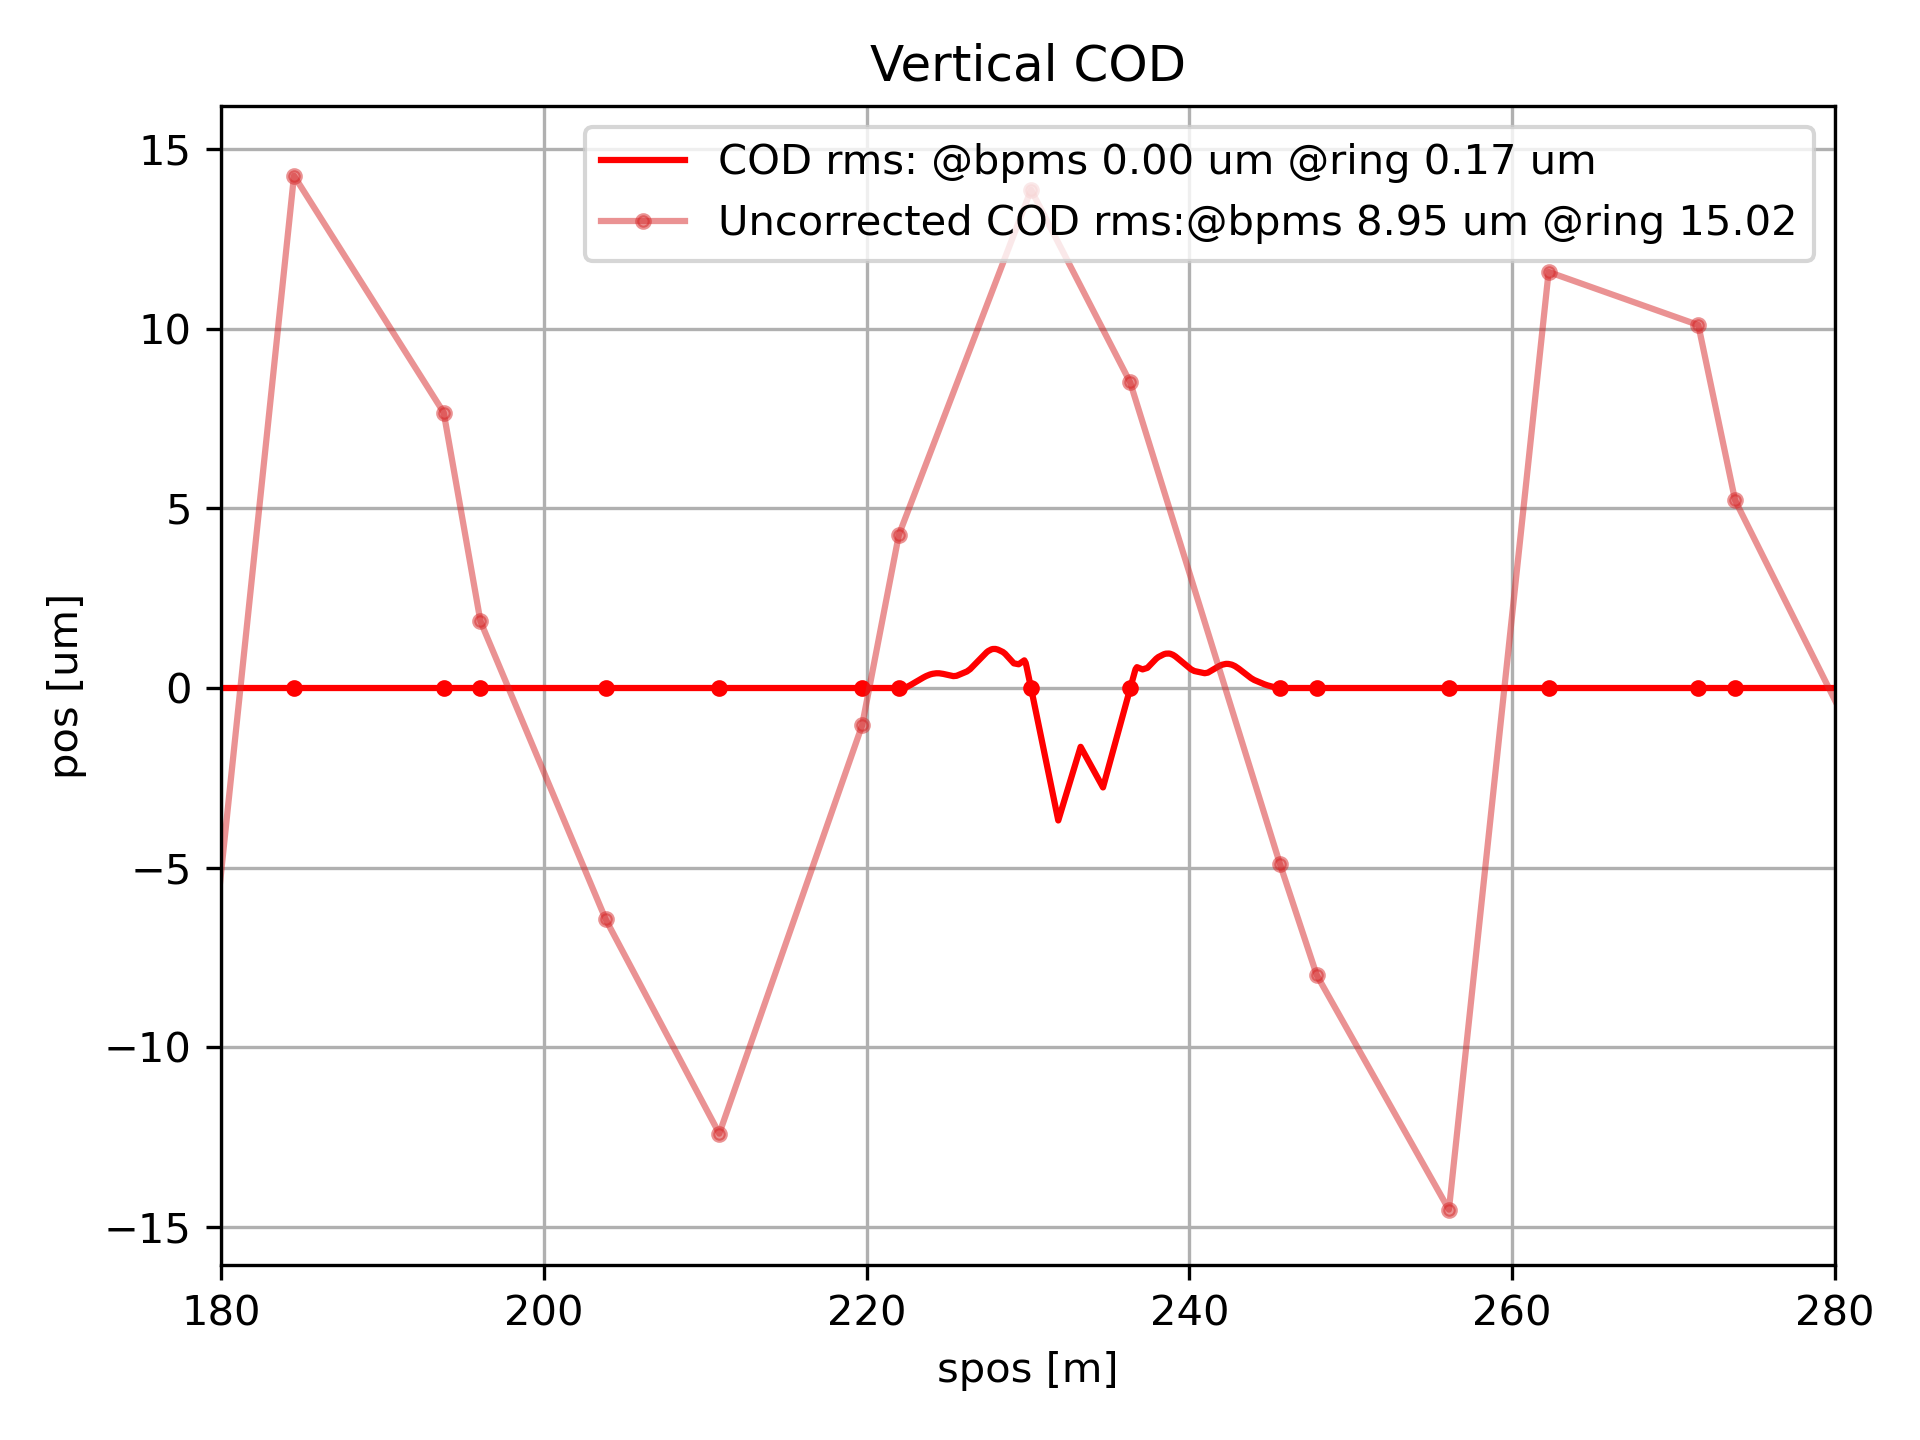 Vertical COD
COD rms: @bpms 0.00 um @ring 0.17 um
Uncorrected COD rms:@bpms 8.95 um @ring 15.02
15
10
5
0
−5
−10
−15
pos [um]
180 200 220 240 260 280
spos [m]